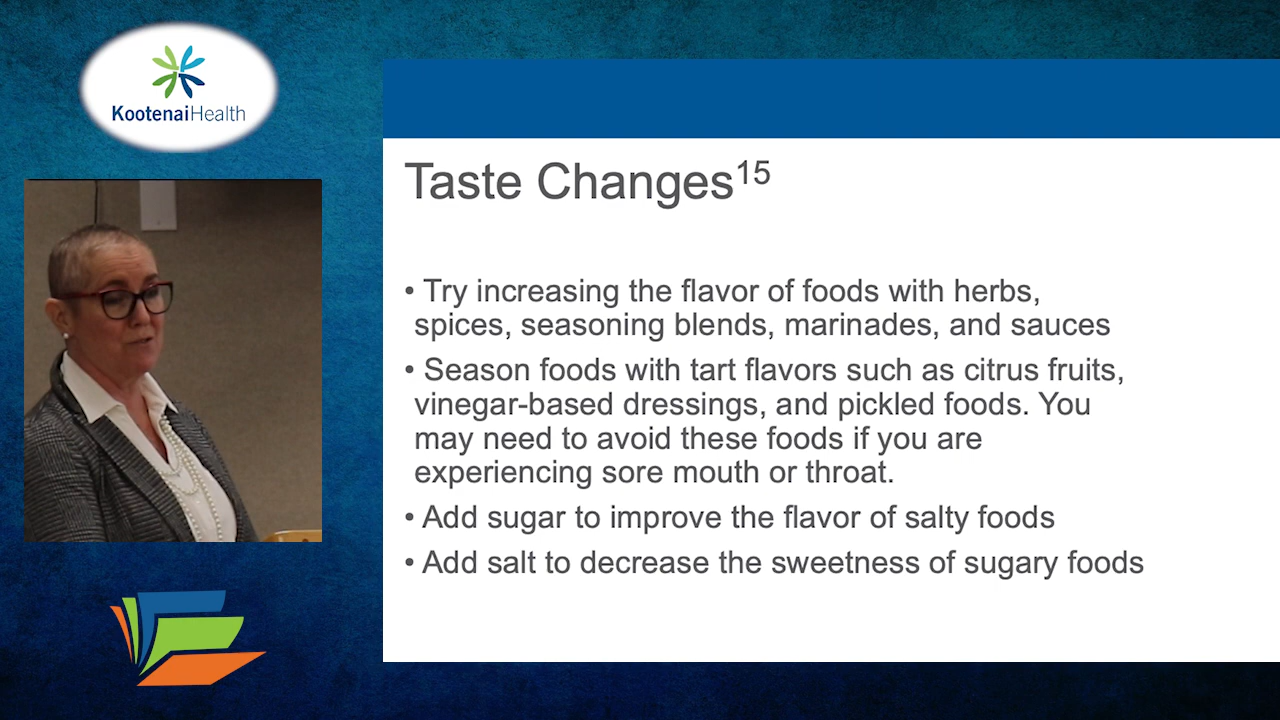 KootenaiHealth
Taste Changes15
• Try increasing the flavor of foods with herbs,
spices, seasoning blends, marinades, and sauces
• Season foods with tart flavors such as citrus fruits,
vinegar-based dressings, and pickled foods. You
may need to avoid these foods if you are
experiencing sore mouth or throat.
• Add sugar to improve the flavor of salty foods
• Add salt to decrease the sweetness of sugary foods